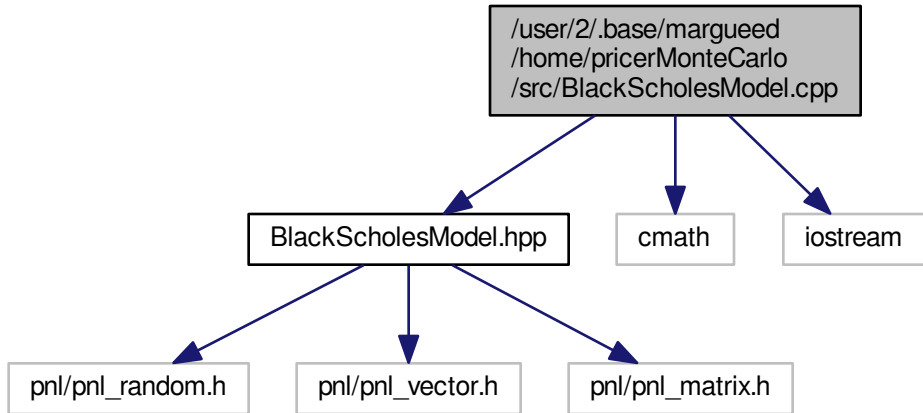 /user/2/.base/margueed
/home/pricerMonteCarlo
/src/BlackScholesModel.cpp
BlackScholesModel.hpp
cmath
iostream
pnl/pnl_random.h
pnl/pnl_vector.h
pnl/pnl_matrix.h